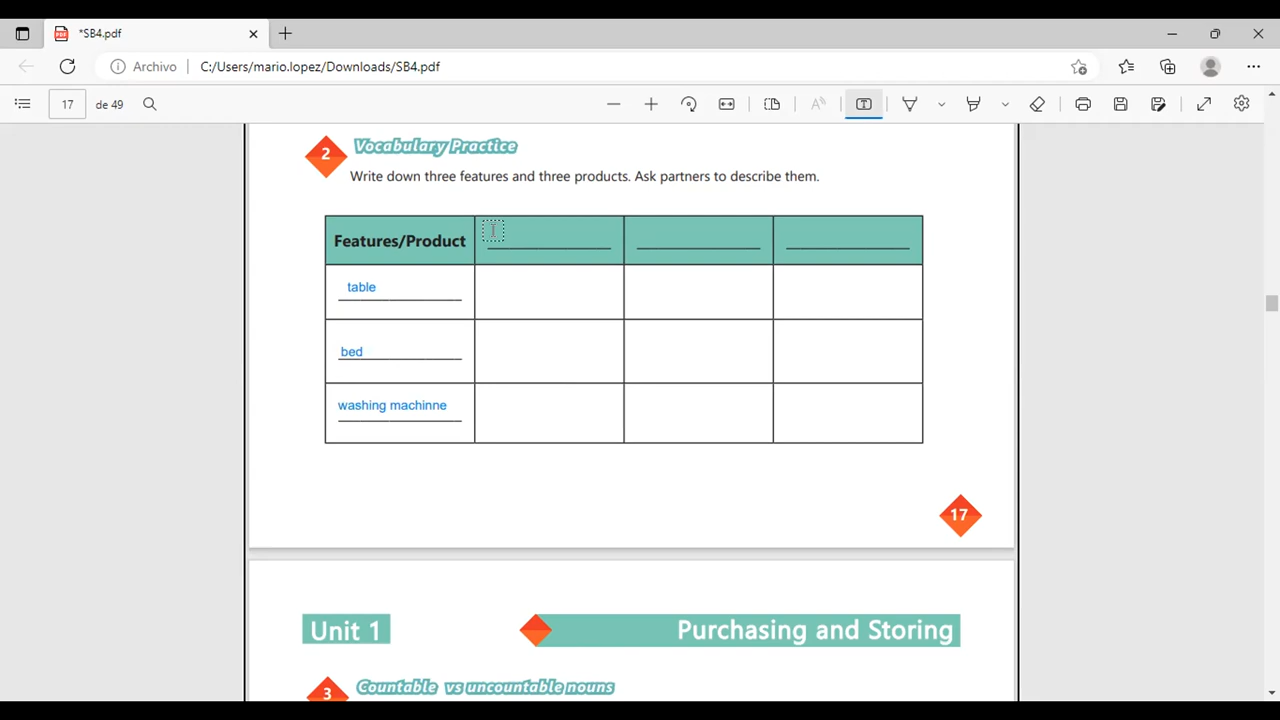 *SB4.pdf
Archivo
C:/Users/mario.lopez/Downloads/SB4.pdf
17
de 49
2
Vocabulary Practice
Write down three features and three products. Ask partners to describe them.
Features/Product
table
bed
washing machinne
17
Unit 1
Purchasing and Storing
3
Countable vs uncountable nouns